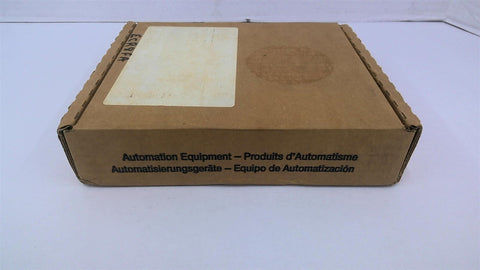 Automation Equipment – Produits d'Automatisme
Automatisierungsgeräte – Equipo de Automatización